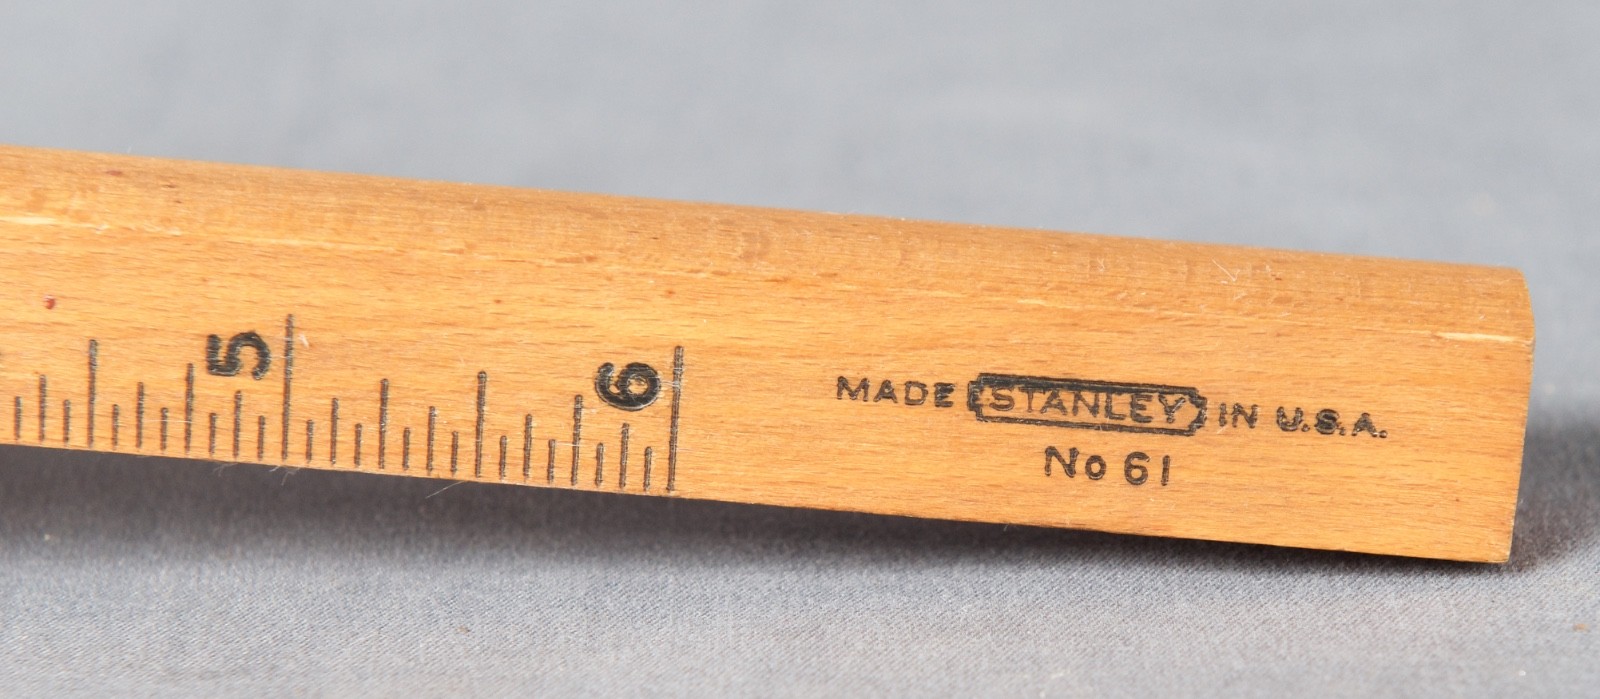 5
6
MADE STANLEY IN U.S.A.
No 61